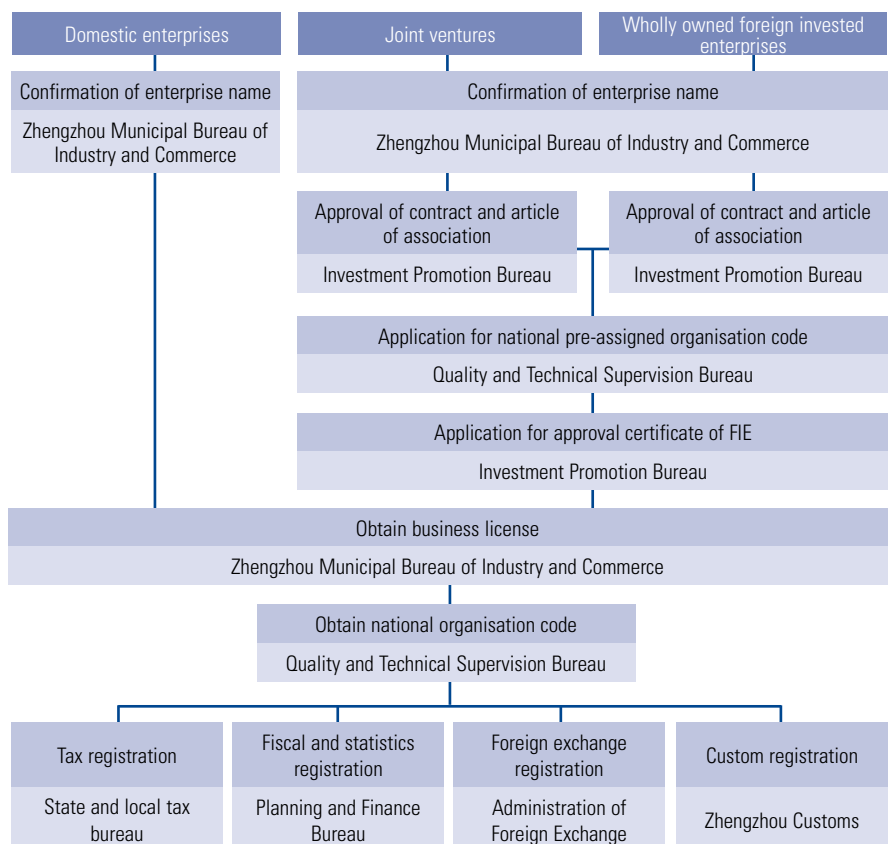 Domestic enterprises
Joint ventures
Wholly owned foreign invested
enterprises
Confirmation of enterprise name
Zhengzhou Municipal Bureau of
Industry and Commerce
Confirmation of enterprise name
Zhengzhou Municipal Bureau of Industry and Commerce
Approval of contract and article
of association
Investment Promotion Bureau
Approval of contract and article
of association
Investment Promotion Bureau
Application for national pre-assigned organisation code
Quality and Technical Supervision Bureau
Application for approval certificate of FIE
Investment Promotion Bureau
Obtain business license
Zhengzhou Municipal Bureau of Industry and Commerce
Obtain national organisation code
Quality and Technical Supervision Bureau
Tax registration
State and local tax
bureau
Fiscal and statistics
registration
Planning and Finance
Bureau
Foreign exchange
registration
Administration of
Foreign Exchange
Custom registration
Zhengzhou Customs